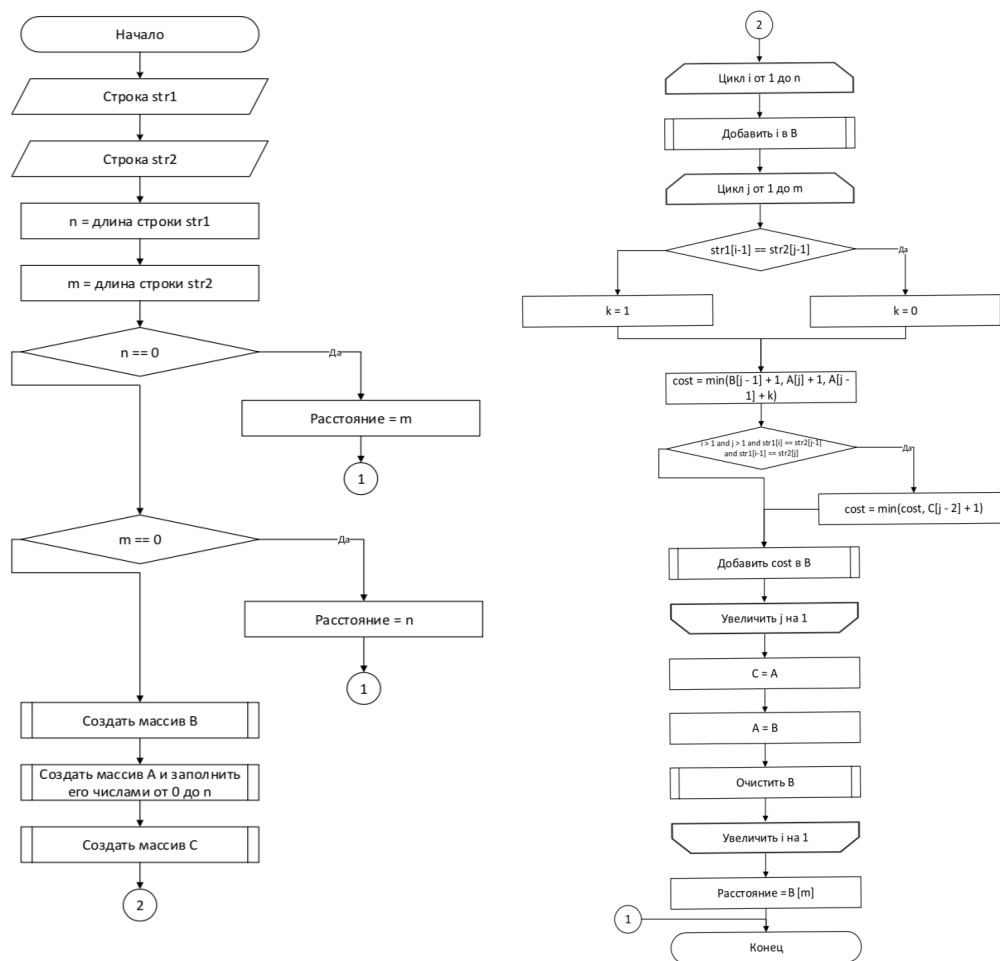 Начало
Строка str1
Строка str2
n = длина строки str1
m = длина строки str2
n == 0
Да
Расстояние = m
1
m == 0
Да
Расстояние = n
1
Создать массив B
Создать массив A и заполнить
его числами от 0 до n
Создать массив C
2
2
Цикл i от 1 до n
Добавить i в B
Цикл j от 1 до m
str1[i-1] == str2[j-1]
Да
k = 1
k = 0
cost = min(B[j - 1] + 1, A[j] + 1, A[j -
1] + k)
i > 1 and j > 1 and str1[i] == str2[j-1]
and str1[i-1] == str2[j]
Да
cost = min(cost, C[j - 2] + 1)
Добавить cost в B
Увеличить j на 1
C = A
A = B
Очистить B
Увеличить i на 1
Расстояние = B [m]
1
Конец